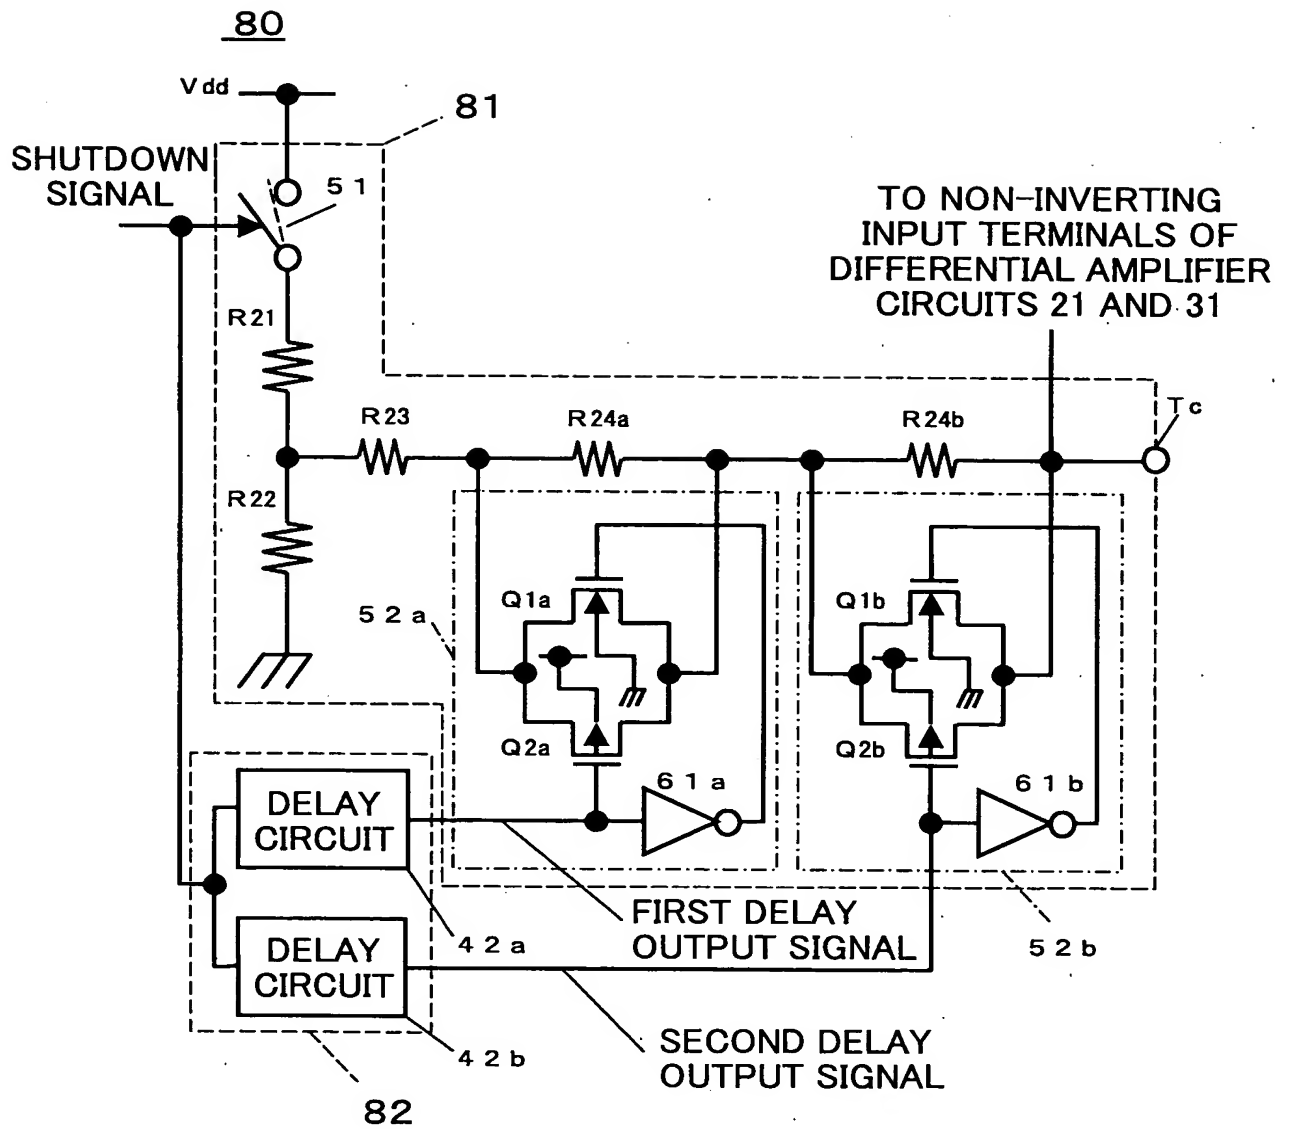 80
Vdd
81
SHUTDOWN
SIGNAL
51
TO NON-INVERTING
INPUT TERMINALS OF
DIFFERENTIAL AMPLIFIER
CIRCUITS 21 AND 31
R21
Tc
R23
R24a
R24b
R22
Q1a
Q1b
52a
Q2a
Q2b
61a
61b
DELAY
CIRCUIT
FIRST DELAY
OUTPUT SIGNAL
42a
52b
DELAY
CIRCUIT
SECOND DELAY
OUTPUT SIGNAL
42b
82